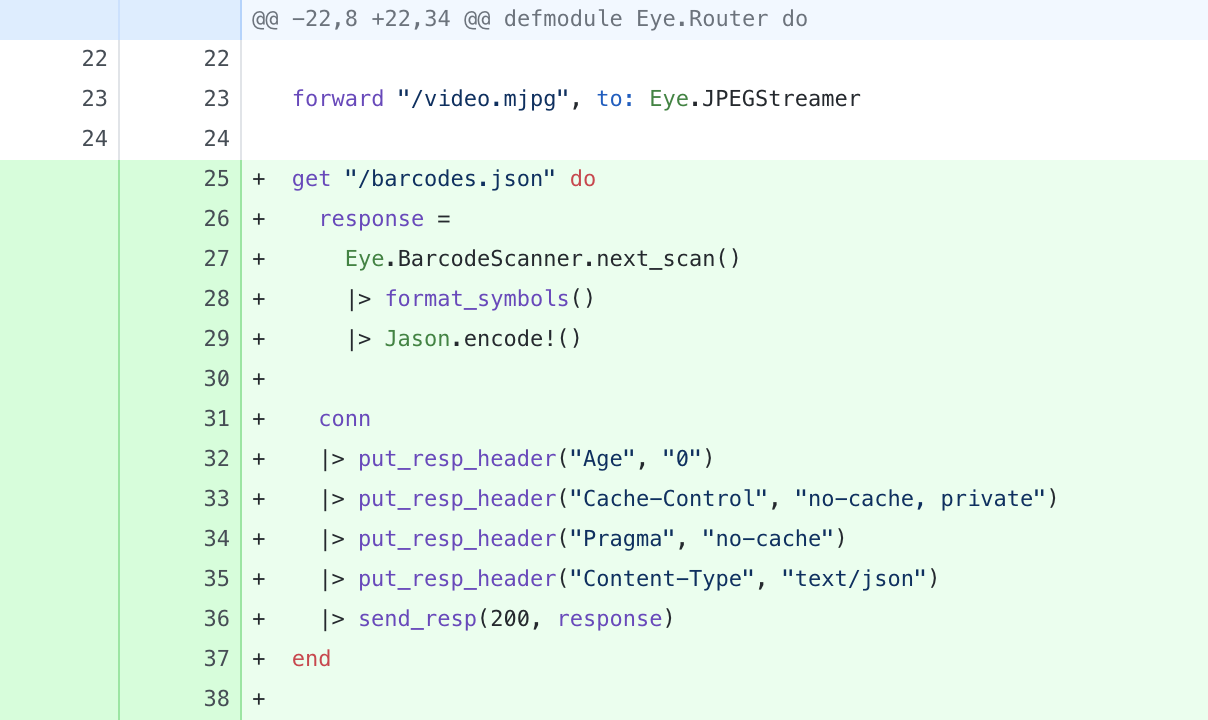 @@ -22,8 +22,34 @@ defmodule Eye.Router do
22 22
23 23 forward "/video.mjpg", to: Eye.JPEGStreamer
24 24
25 + get "/barcodes.json" do
26 + response =
27 + Eye.BarcodeScanner.next_scan()
28 + |> format_symbols()
29 + |> Jason.encode!()
30 +
31 + conn
32 + |> put_resp_header("Age", "0")
33 + |> put_resp_header("Cache-Control", "no-cache, private")
34 + |> put_resp_header("Pragma", "no-cache")
35 + |> put_resp_header("Content-Type", "text/json")
36 + |> send_resp(200, response)
37 + end
38 +